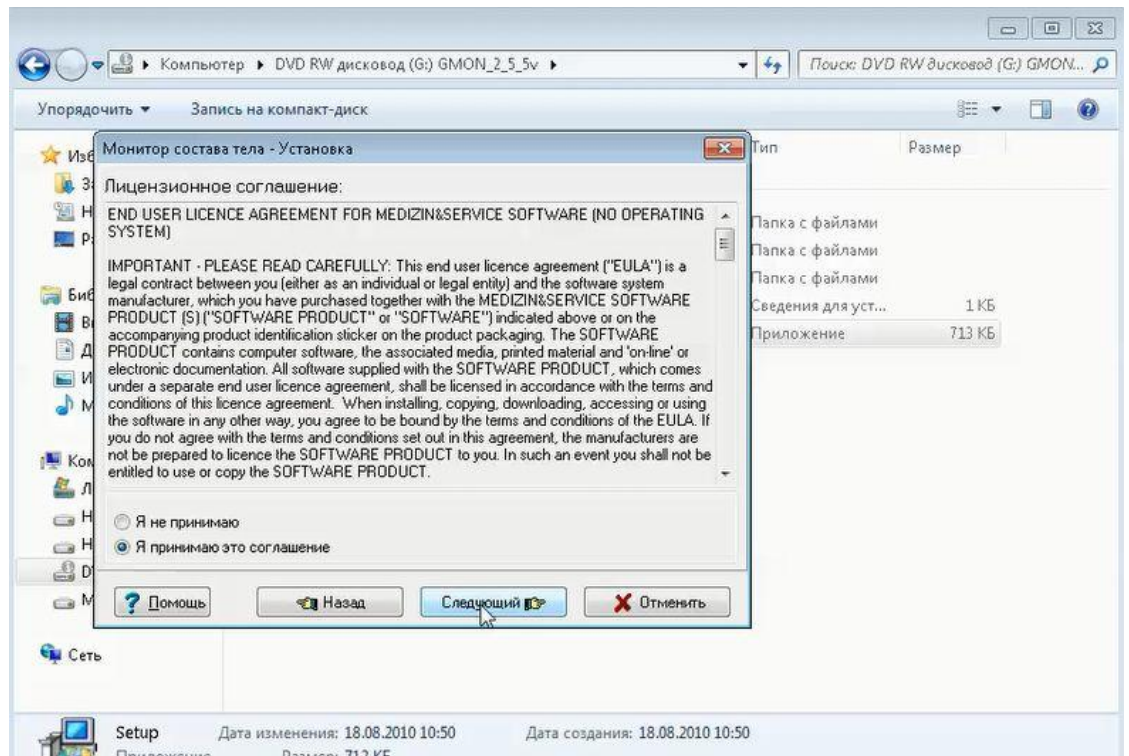 Компьютер ▸ DVD RW дисковод (G:) GMON_2_5_5v ▸
Поиск: DVD RW дисковод (G:) GMON...
Упорядочить
Запись на компакт-диск
Тип
Размер
Монитор состава тела - Установка
Лицензионное соглашение:
END USER LICENCE AGREEMENT FOR MEDIZIN&SERVICE SOFTWARE (NO OPERATING
SYSTEM)
IMPORTANT - PLEASE READ CAREFULLY: This end user licence agreement ("EULA") is a
legal contract between you (either as an individual or legal entity) and the software system
manufacturer, which you have purchased together with the MEDIZIN&SERVICE SOFTWARE
PRODUCT (S) ("SOFTWARE PRODUCT" or "SOFTWARE") indicated above or on the
accompanying product identification sticker on the product packaging. The SOFTWARE
PRODUCT contains computer software, the associated media, printed material and 'on-line' or
electronic documentation. All software supplied with the SOFTWARE PRODUCT, which comes
under a separate end user licence agreement, shall be licensed in accordance with the terms and
conditions of this licence agreement. When installing, copying, downloading, accessing or using
the software in any other way, you agree to be bound by the terms and conditions of the EULA. If
you do not agree with the terms and conditions set out in this agreement, the manufacturers are
not be prepared to licence the SOFTWARE PRODUCT to you. In such an event you shall not be
entitled to use or copy the SOFTWARE PRODUCT.
Я не принимаю
Я принимаю это соглашение
Помощь
Назад
Следующий
Отменить
Папка с файлами
Папка с файлами
Папка с файлами
Сведения для уст... 1 КБ
Приложение 713 КБ
Сеть
Setup Дата изменения: 18.08.2010 10:50 Дата создания: 18.08.2010 10:50
Приложение Размер: 712 КБ